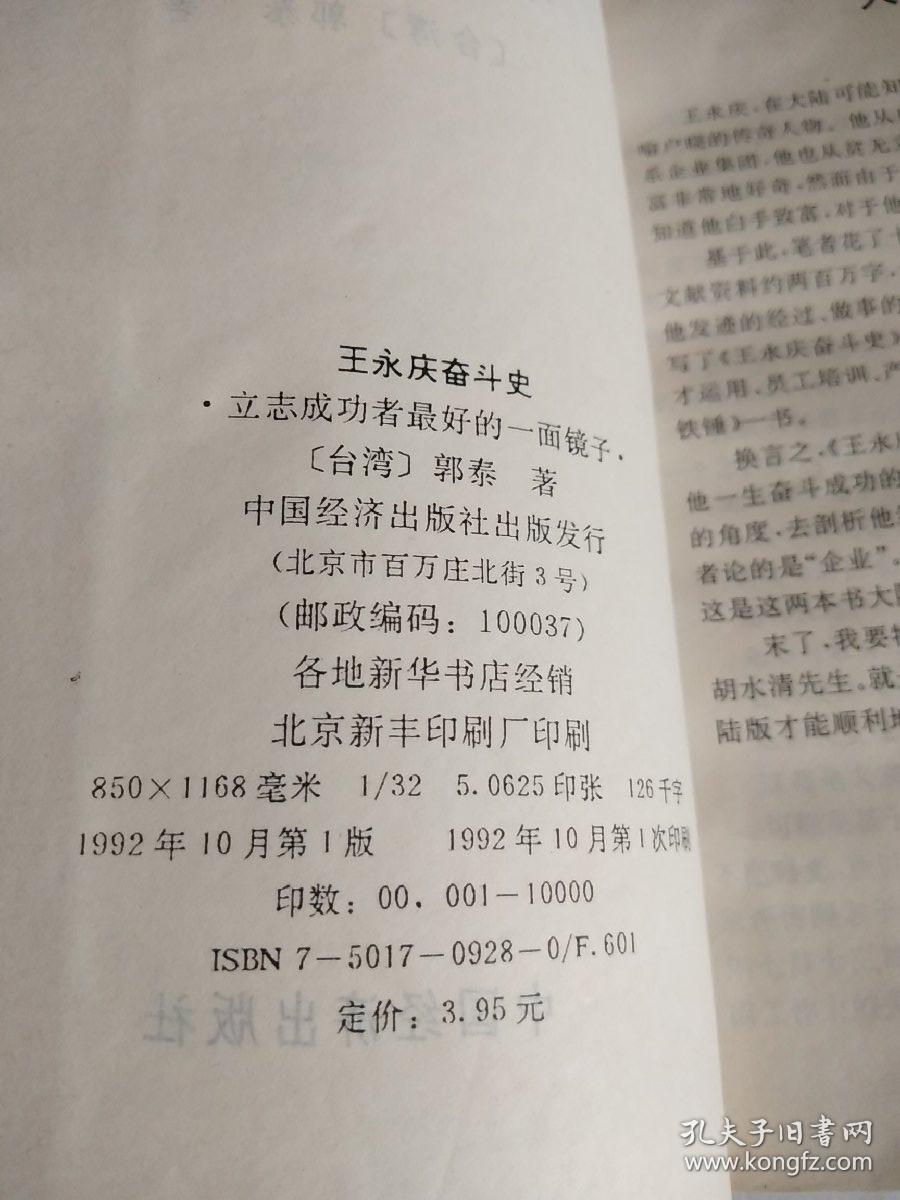 王永庆奋斗史
·立志成功者最好的一面镜子·
〔台湾〕郭泰 著
中国经济出版社出版发行
(北京市百万庄北街3号)
(邮政编码：100037)
各地新华书店经销
北京新丰印刷厂印刷
850×1168毫米 1/32 5.0625印张 126千字
1992年10月第1版 1992年10月第1次印刷
印数：00．001—10000
ISBN 7—5017—0928—0/F.601
定价：3.95元
王永庆，在大陆可能知
喻户晓的传奇人物。他从
系企业集团，他也从贫无
富非常地好奇，然而由于
知道他白手致富，对于他
基于此，笔者花了
文献资料约两百万字，
他发迹的经过、做事的
写了《王永庆奋斗史》
才运用、员工培训、产
铁锤》一书。
换言之，《王永
他一生奋斗成功的
的角度，去剖析他
者论的是“企业”。
这是这两本书大
末了，我要
胡水清先生。就
陆版才能顺利
中国经济出版社
孔夫子旧书网
www.kongfz.com